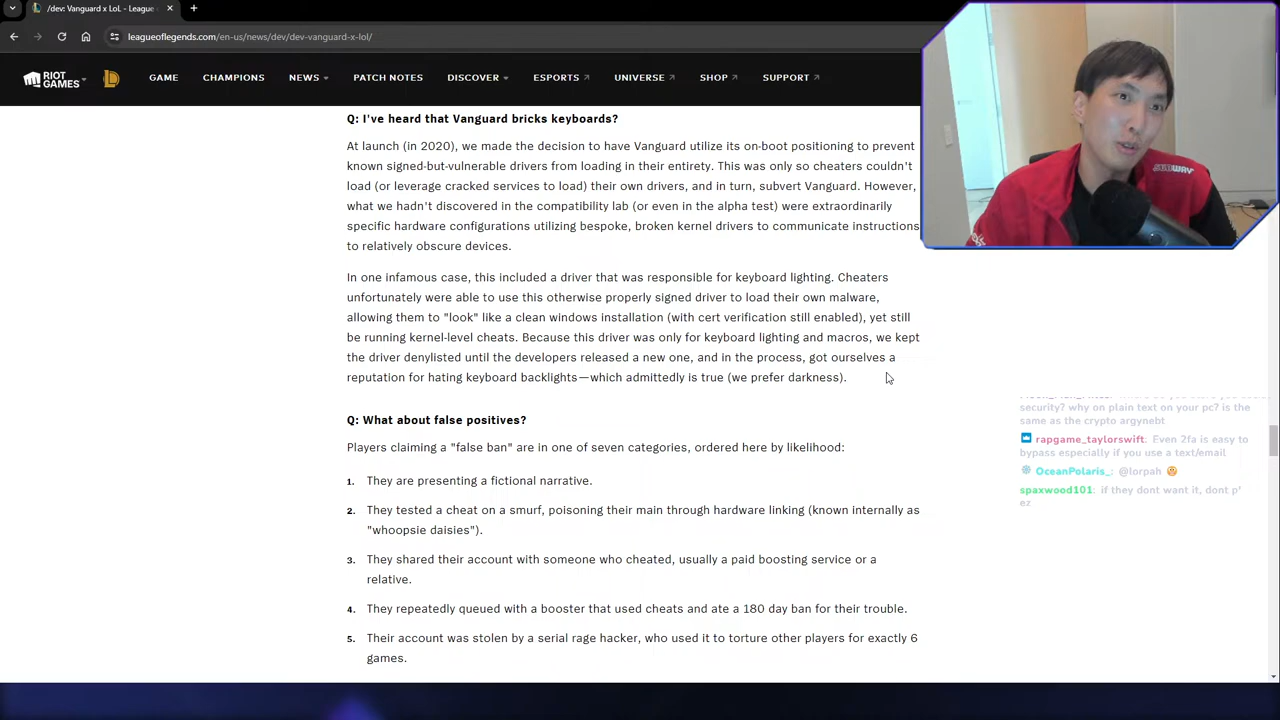 /dev: Vanguard x LoL - League
leagueoflegends.com/en-us/news/dev/dev-vanguard-x-lol/
RIOT GAMES GAME CHAMPIONS NEWS PATCH NOTES DISCOVER ESPORTS UNIVERSE SHOP SUPPORT
Q: I've heard that Vanguard bricks keyboards?
At launch (in 2020), we made the decision to have Vanguard utilize its on-boot positioning to prevent
known signed-but-vulnerable drivers from loading in their entirety. This was only so cheaters couldn't
load (or leverage cracked services to load) their own drivers, and in turn, subvert Vanguard. However,
what we hadn't discovered in the compatibility lab (or even in the alpha test) were extraordinarily
specific hardware configurations utilizing bespoke, broken kernel drivers to communicate instructions
to relatively obscure devices.
In one infamous case, this included a driver that was responsible for keyboard lighting. Cheaters
unfortunately were able to use this otherwise properly signed driver to load their own malware,
allowing them to "look" like a clean windows installation (with cert verification still enabled), yet still
be running kernel-level cheats. Because this driver was only for keyboard lighting and macros, we kept
the driver denylisted until the developers released a new one, and in the process, got ourselves a
reputation for hating keyboard backlights—which admittedly is true (we prefer darkness).
Q: What about false positives?
Players claiming a "false ban" are in one of seven categories, ordered here by likelihood:
1. They are presenting a fictional narrative.
2. They tested a cheat on a smurf, poisoning their main through hardware linking (known internally as
"whoopsie daisies").
3. They shared their account with someone who cheated, usually a paid boosting service or a
relative.
4. They repeatedly queued with a booster that used cheats and ate a 180 day ban for their trouble.
5. Their account was stolen by a serial rage hacker, who used it to torture other players for exactly 6
games.
SUBWAY
security? why on plain text on your pc? is the
same as the crypto argynebt
rapgame_taylorswift: Even 2fa is easy to
bypass especially if you use a text/email
OceanPolaris_: @lorpah
spaxwood101: if they dont want it, dont p'
ez